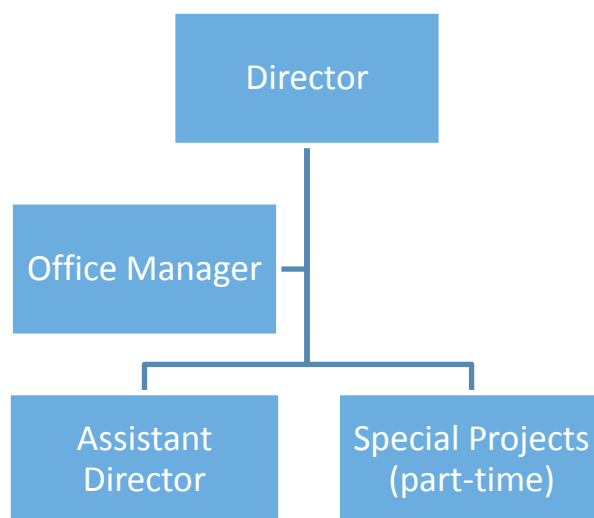 Director
Office Manager
Assistant
Director
Special Projects
(part-time)